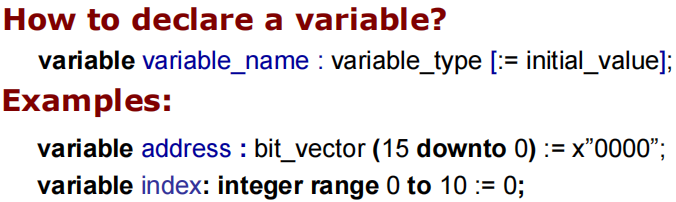 How to declare a variable?
variable variable_name : variable_type [:= initial_value];
Examples:
variable address : bit_vector (15 downto 0) := x”0000”;
variable index: integer range 0 to 10 := 0;